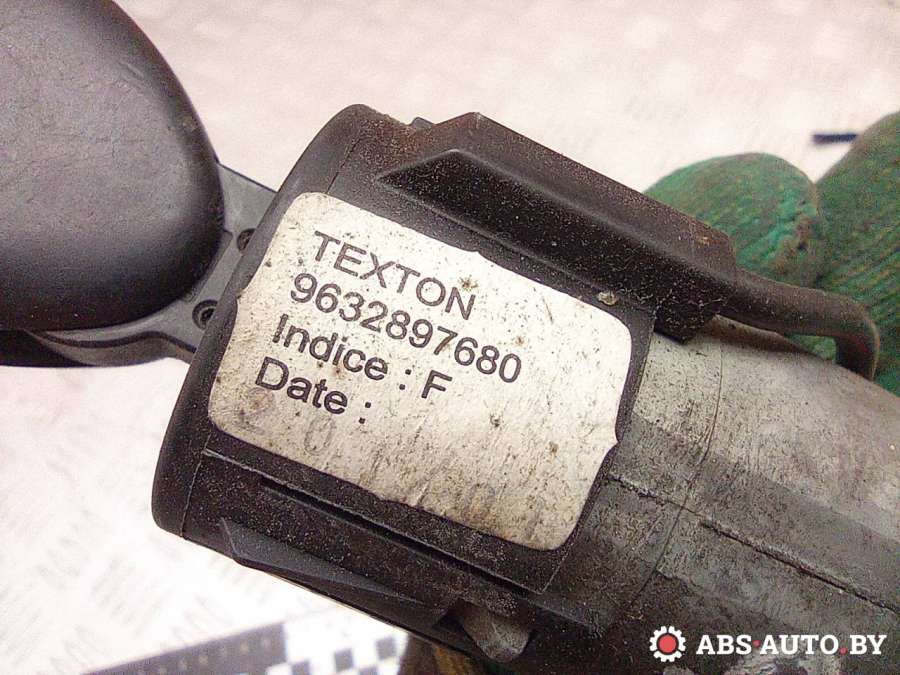 TEXTON
9632897680
Indice : F
Date :
ABS-AUTO.BY